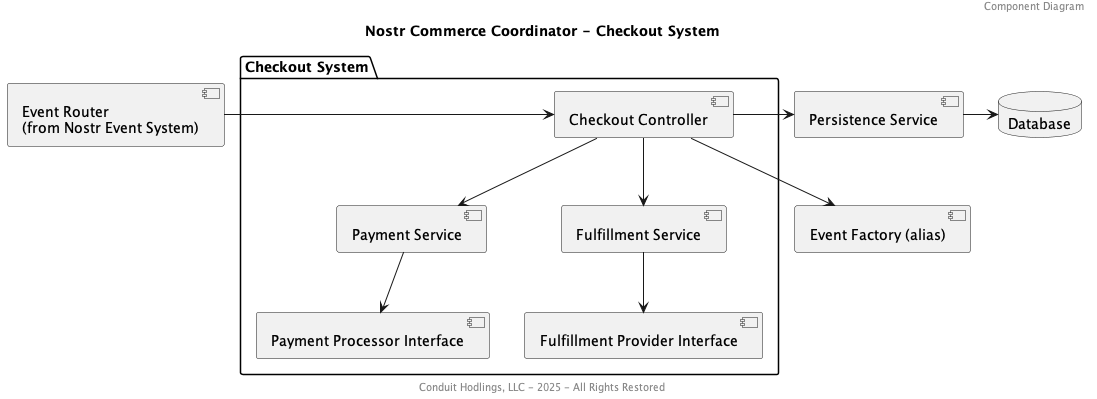 Component Diagram
Nostr Commerce Coordinator – Checkout System
Checkout System
Event Router
(from Nostr Event System)
Checkout Controller
Persistence Service
Database
Payment Service
Fulfillment Service
Event Factory (alias)
Payment Processor Interface
Fulfillment Provider Interface
Conduit Hodlings, LLC – 2025 – All Rights Restored